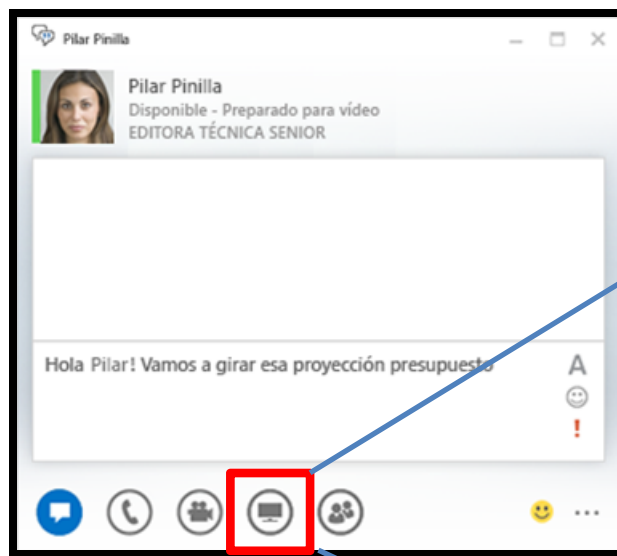 Pilar Pinilla
Pilar Pinilla
Disponible - Preparado para vídeo
EDITORA TÉCNICA SENIOR
Hola Pilar! Vamos a girar esa proyección presupuesto
A
!